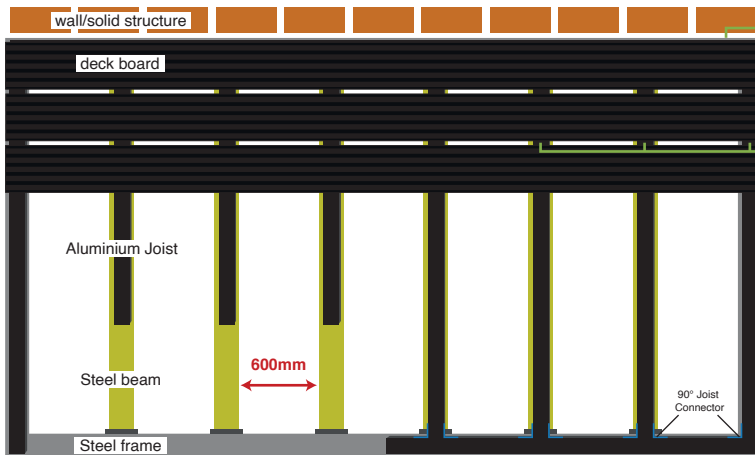 wall/solid structure
deck board
Aluminium Joist
600mm
Steel beam
90° Joist
Connector
Steel frame